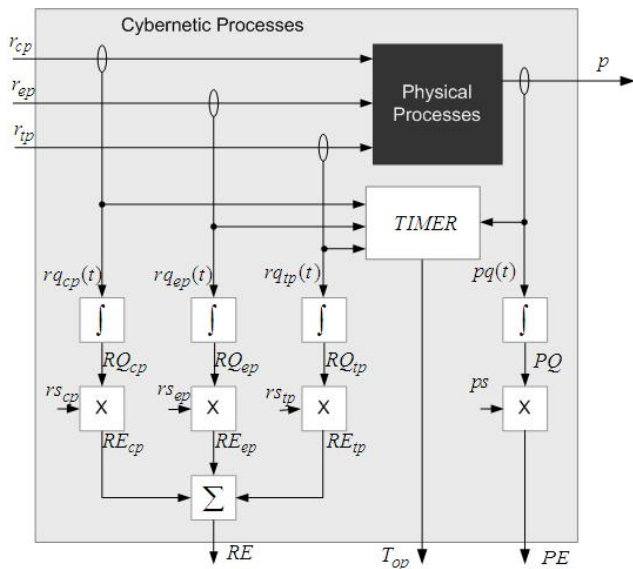 Cybernetic Processes
r_cp
r_ep
r_tp
Physical
Processes
p
TIMER
rq_cp(t)
rq_ep(t)
rq_tp(t)
pq(t)
∫
∫
∫
∫
RQ_cp
RQ_ep
RQ_tp
PQ
rs_cp
rs_ep
rs_tp
ps
X
X
X
X
RE_cp
RE_ep
RE_tp
Σ
RE
T_op
PE